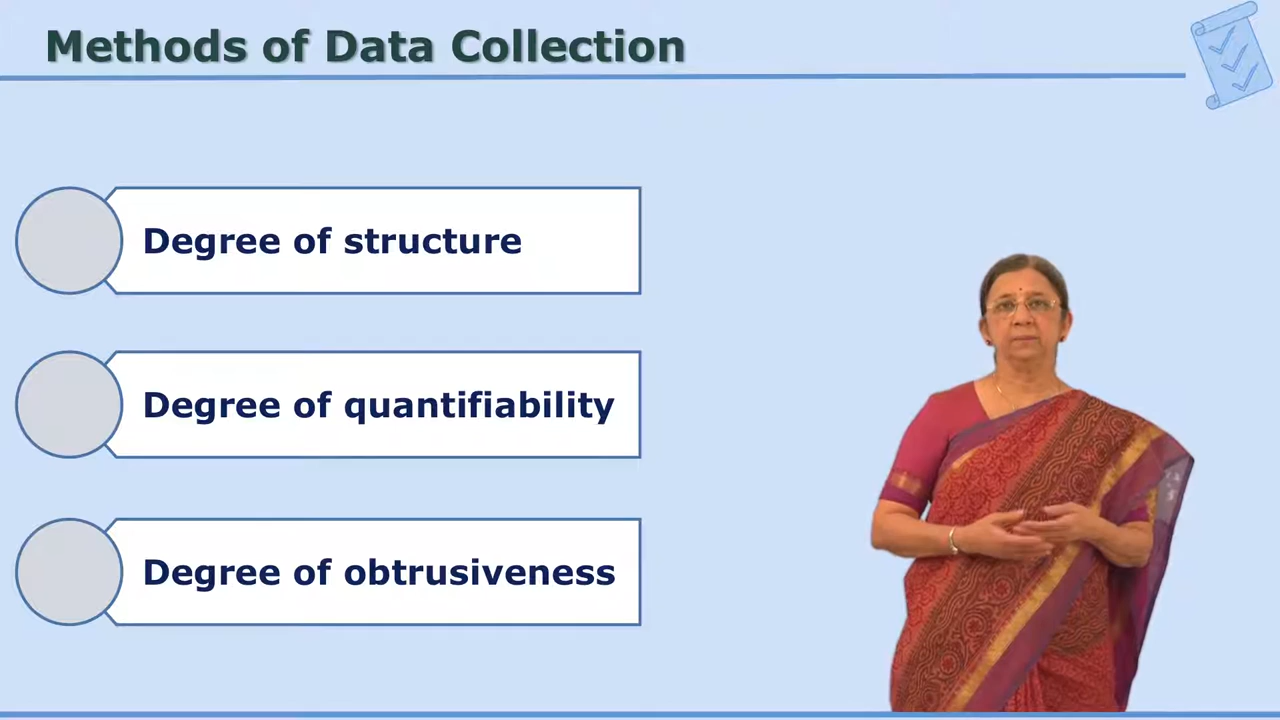 Methods of Data Collection
Degree of structure
Degree of quantifiability
Degree of obtrusiveness